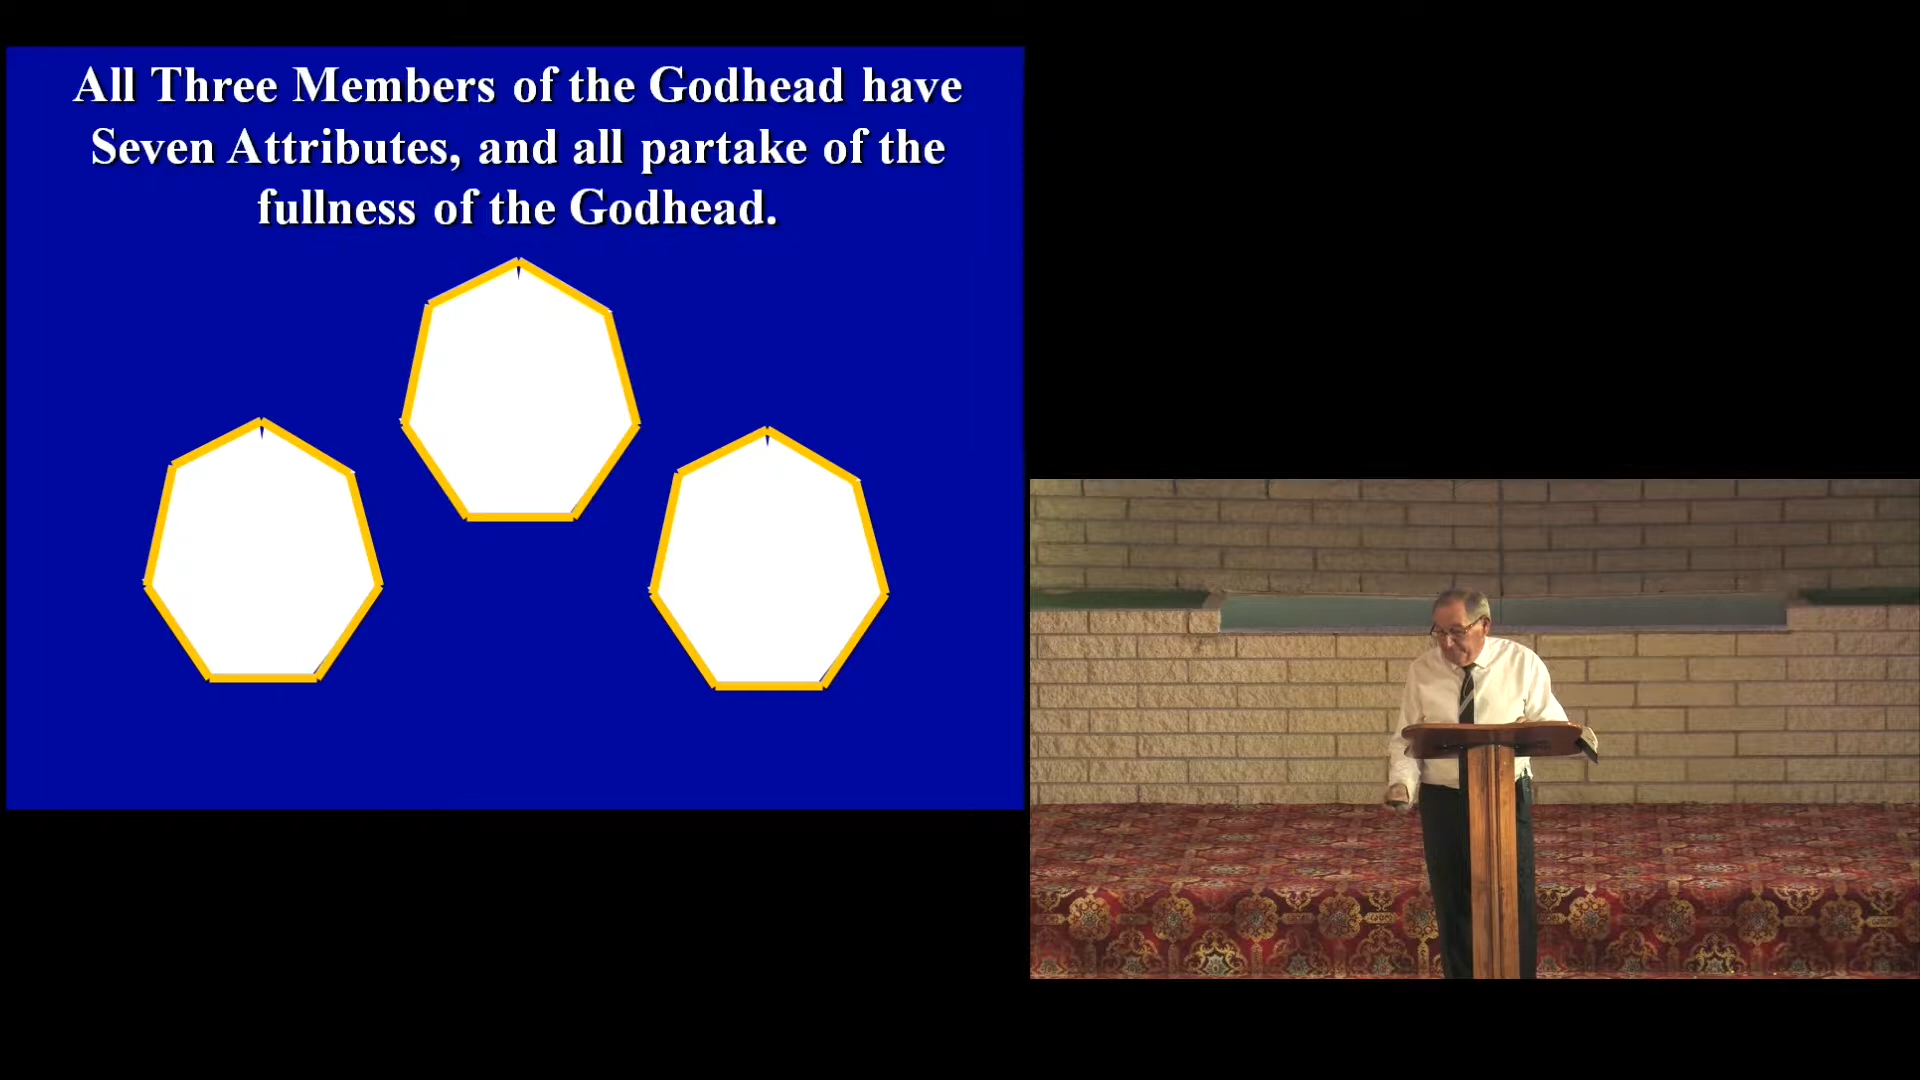 All Three Members of the Godhead have
Seven Attributes, and all partake of the
fullness of the Godhead.